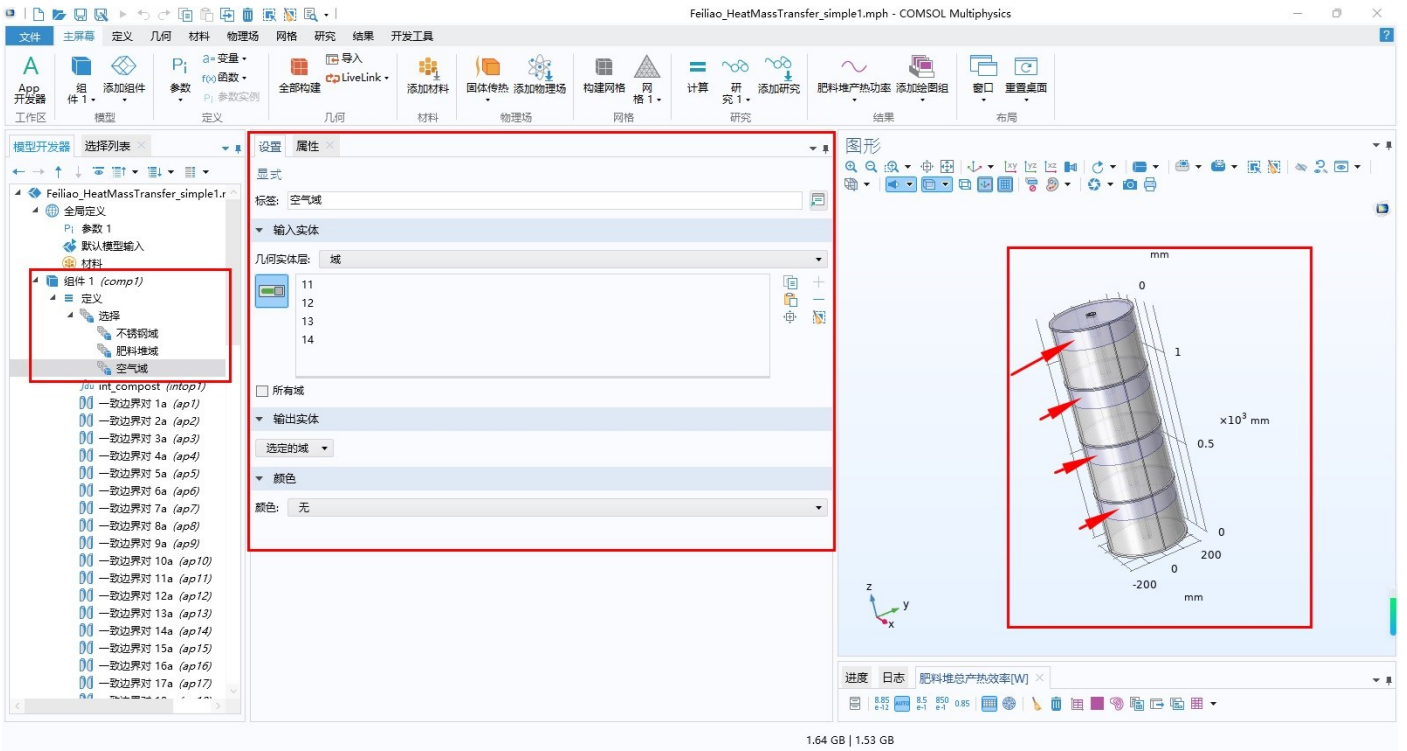 Feiliao_HeatMassTransfer_simple1.mph - COMSOL Multiphysics
文件 主屏幕 定义 几何 材料 物理场 网格 研究 结果 开发工具
App
开发器
组
件 1
添加组件
Pi
参数
a= 变量
f(x) 函数
Pi 参数实例
全部构建
导入
LiveLink
添加材料
固体传热
添加物理场
构建网格
网
格 1
计算
研
究 1
添加研究
肥料堆产热功率
添加绘图组
窗口
重置桌面
工作区 模型 定义 几何 材料 物理场 网格 研究 结果 布局
模型开发器 选择列表
Feiliao_HeatMassTransfer_simple1.r
全局定义
Pi 参数 1
默认模型输入
材料
组件 1 (comp1)
定义
选择
不锈钢域
肥料堆域
空气域
int_compost (intop1)
一致边界对 1a (ap1)
一致边界对 2a (ap2)
一致边界对 3a (ap3)
一致边界对 4a (ap4)
一致边界对 5a (ap5)
一致边界对 6a (ap6)
一致边界对 7a (ap7)
一致边界对 8a (ap8)
一致边界对 9a (ap9)
一致边界对 10a (ap10)
一致边界对 11a (ap11)
一致边界对 12a (ap12)
一致边界对 13a (ap13)
一致边界对 14a (ap14)
一致边界对 15a (ap15)
一致边界对 16a (ap16)
一致边界对 17a (ap17)
设置 属性
显式
标签: 空气域
输入实体
几何实体层: 域
11
12
13
14
所有域
输出实体
选定的域
颜色
颜色: 无
图形
xy yz xz
mm
0
1
×10³ mm
0.5
0
200
0
-200
mm
z
y
x
进度 日志 肥料堆总产热效率[W]
8.85
e-12
AUTO
8.5
e-1
850
e-1
0.85
1.64 GB | 1.53 GB